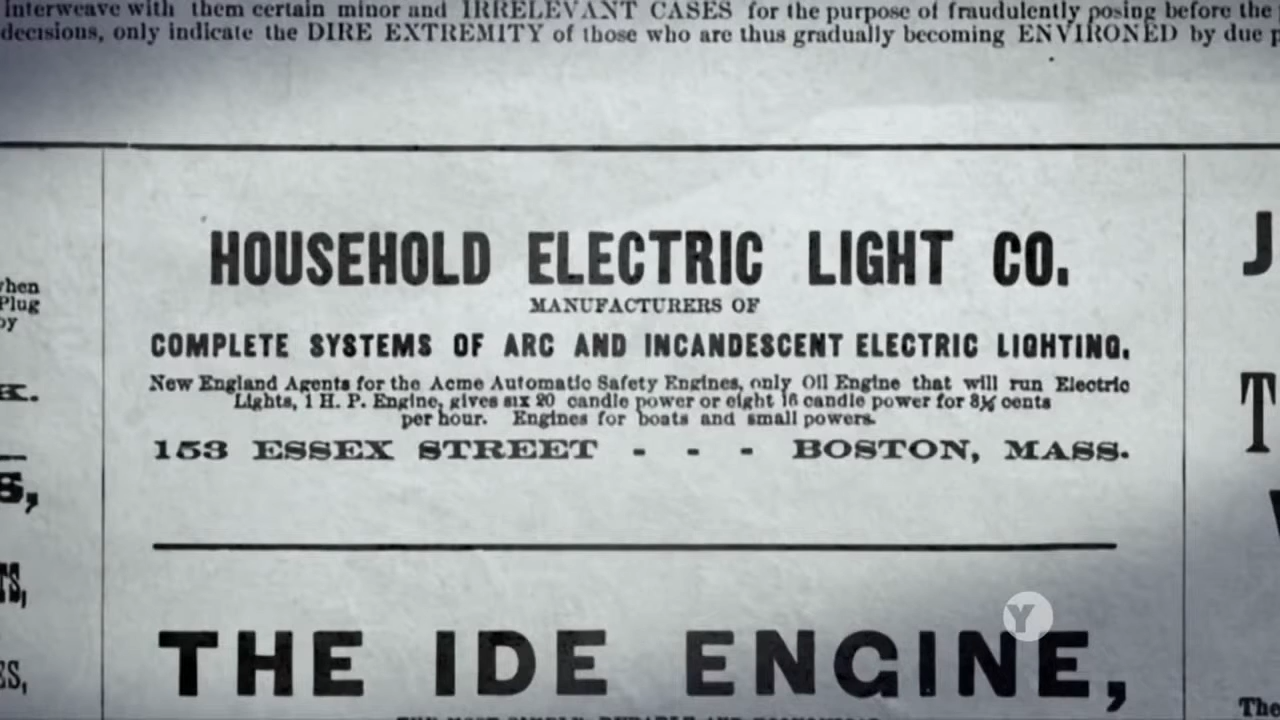 interweave with them certain minor and IRRELEVANT CASES for the purpose of fraudulently posing before the
decisions, only indicate the DIRE EXTREMITY of those who are thus gradually becoming ENVIRONED by due
HOUSEHOLD ELECTRIC LIGHT CO.
MANUFACTURERS OF
COMPLETE SYSTEMS OF ARC AND INCANDESCENT ELECTRIC LIGHTING.
New England Agents for the Acme Automatic Safety Engines, only Oil Engine that will run Electric
Lights, 1 H. P. Engine, gives six 20 candle power or eight 16 candle power for 8½ cents
per hour. Engines for boats and small powers.
153 ESSEX STREET - - - BOSTON, MASS.
THE IDE ENGINE,
Plug
J
T
The
Y